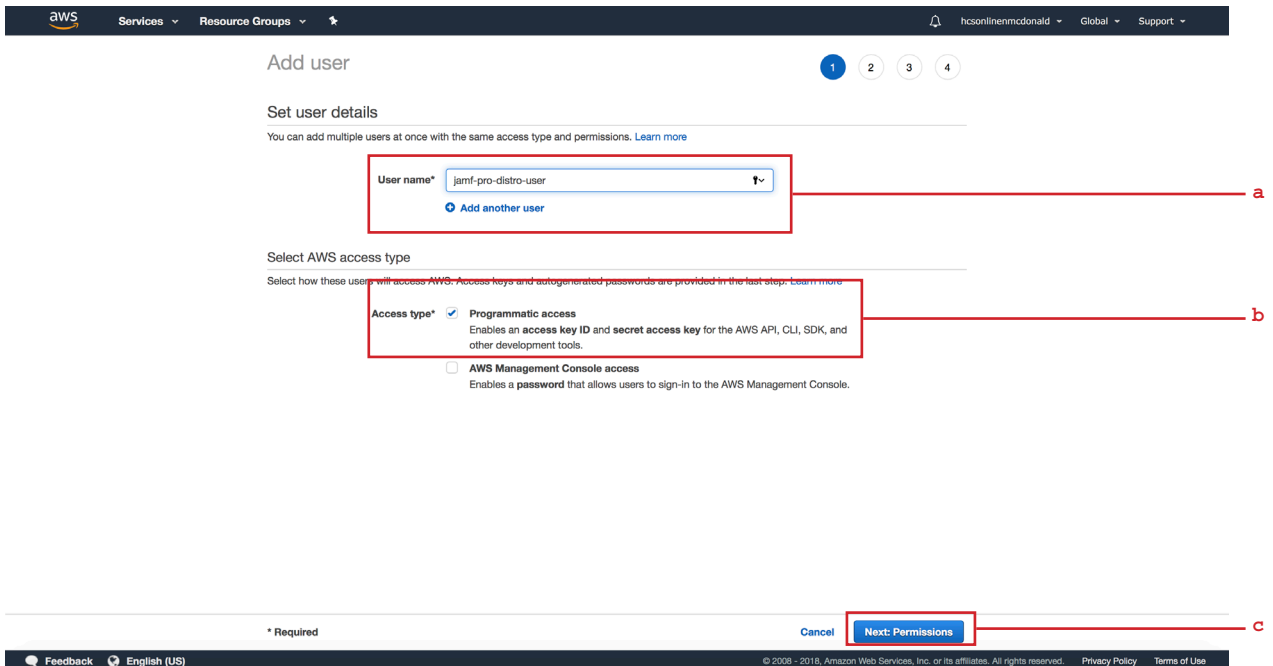 aws Services Resource Groups hcsonlinenmcdonald Global Support
Add user 1 2 3 4
Set user details
You can add multiple users at once with the same access type and permissions. Learn more
User name* jamf-pro-distro-user
a
Add another user
Select AWS access type
Select how these users will access AWS. Access keys and autogenerated passwords are provided in the last step. Learn more
Access type* Programmatic access
b
Enables an access key ID and secret access key for the AWS API, CLI, SDK, and
other development tools.
AWS Management Console access
Enables a password that allows users to sign-in to the AWS Management Console.
* Required Cancel Next: Permissions
c
Feedback English (US) © 2008 - 2018, Amazon Web Services, Inc. or its affiliates. All rights reserved. Privacy Policy Terms of Use